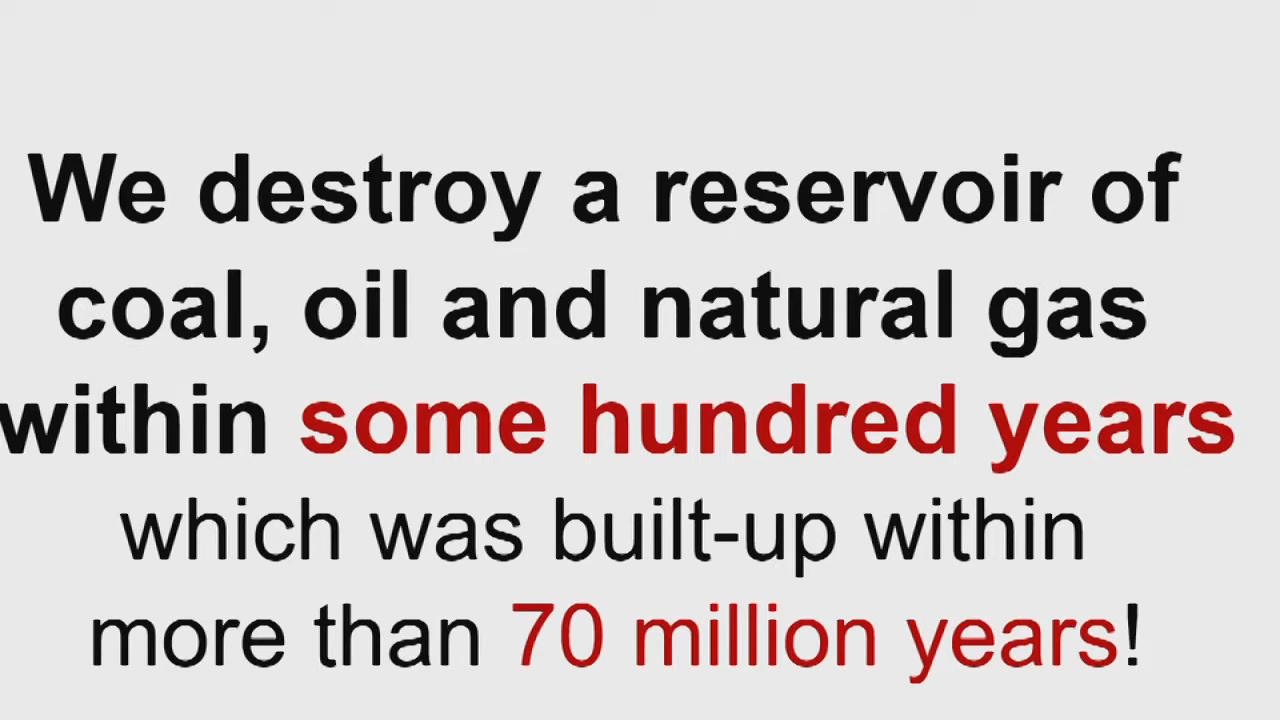 We destroy a reservoir of
coal, oil and natural gas
within some hundred years
which was built-up within
more than 70 million years!